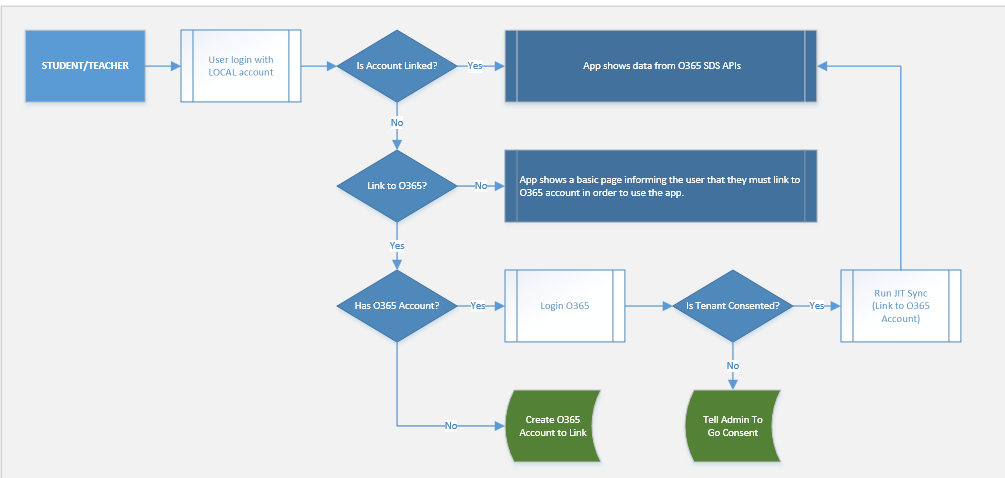 STUDENT/TEACHER
User login with
LOCAL account
Is Account Linked?
Yes
App shows data from O365 SDS APIs
No
Link to O365?
No
App shows a basic page informing the user that they must link to
O365 account in order to use the app.
Yes
Has O365 Account?
Yes
Login O365
Is Tenant Consented?
Yes
Run JIT Sync
(Link to O365
Account)
No
No
Create O365
Account to Link
Tell Admin To
Go Consent